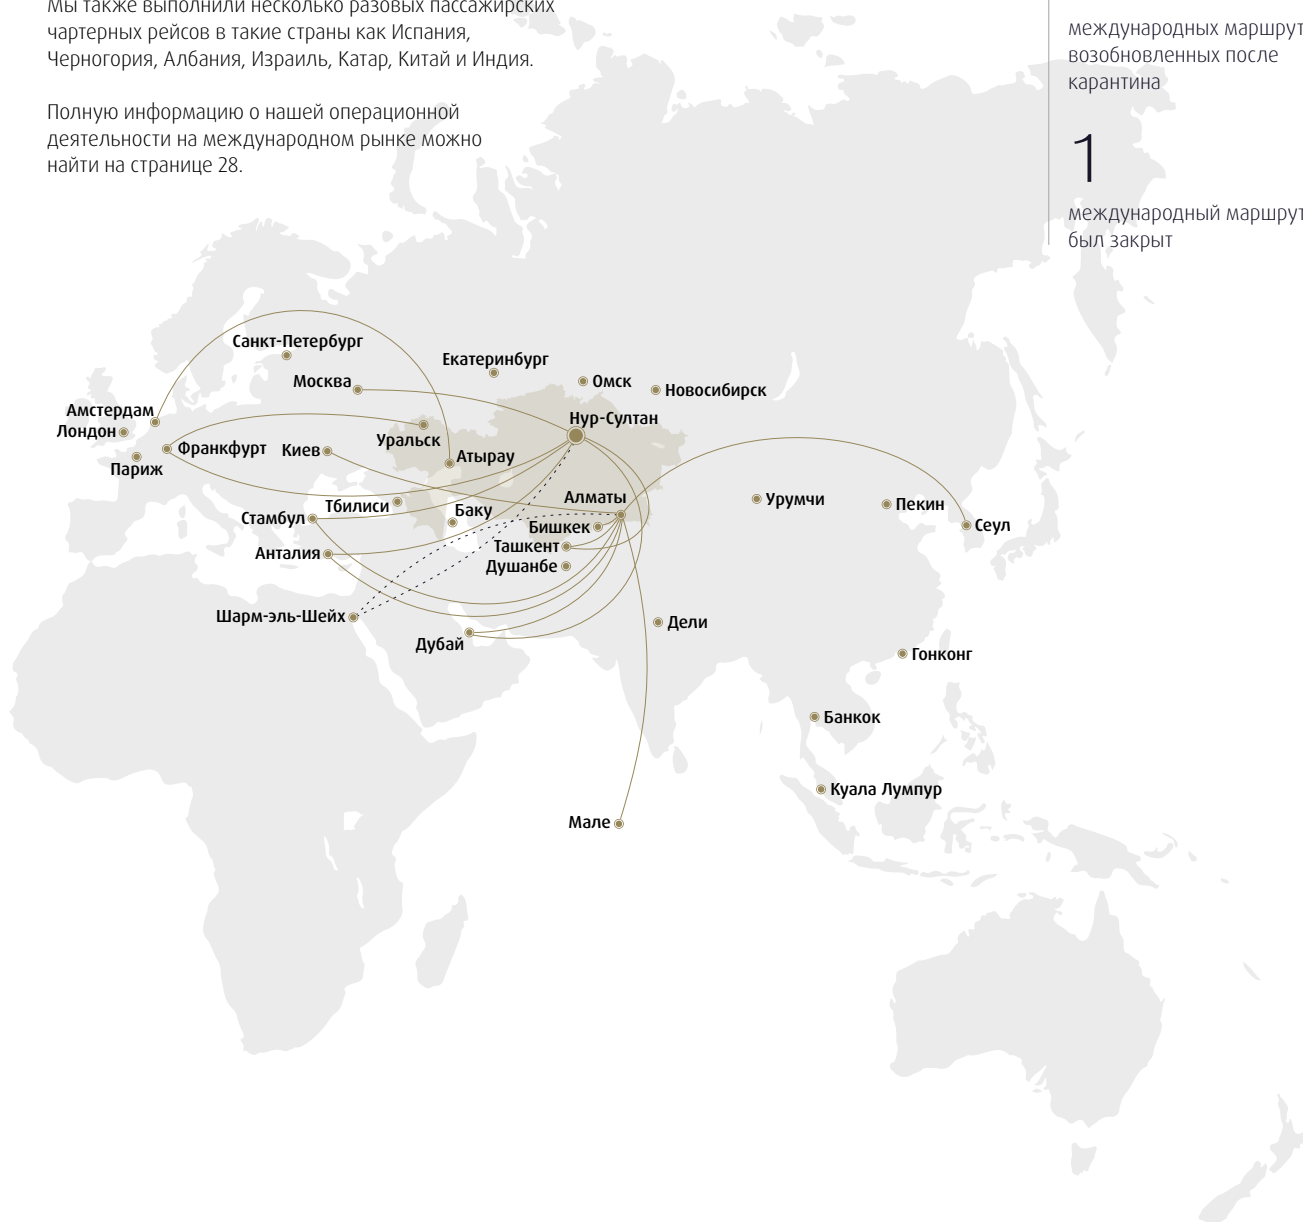 Мы также выполнили несколько разовых пассажирских
чартерных рейсов в такие страны как Испания,
Черногория, Албания, Израиль, Катар, Китай и Индия.
Полную информацию о нашей операционной
деятельности на международном рынке можно
найти на странице 28.
международных маршрут
возобновленных после
карантина
1
международный маршрут
был закрыт
Санкт-Петербург
Екатеринбург
Москва
Омск
Новосибирск
Амстердам
Нур-Султан
Лондон
Уральск
Франкфурт
Киев
Атырау
Париж
Алматы
Урумчи
Тбилиси
Баку
Пекин
Стамбул
Бишкек
Сеул
Ташкент
Анталия
Душанбе
Шарм-эль-Шейх
Дели
Дубай
Гонконг
Банкок
Куала Лумпур
Мале